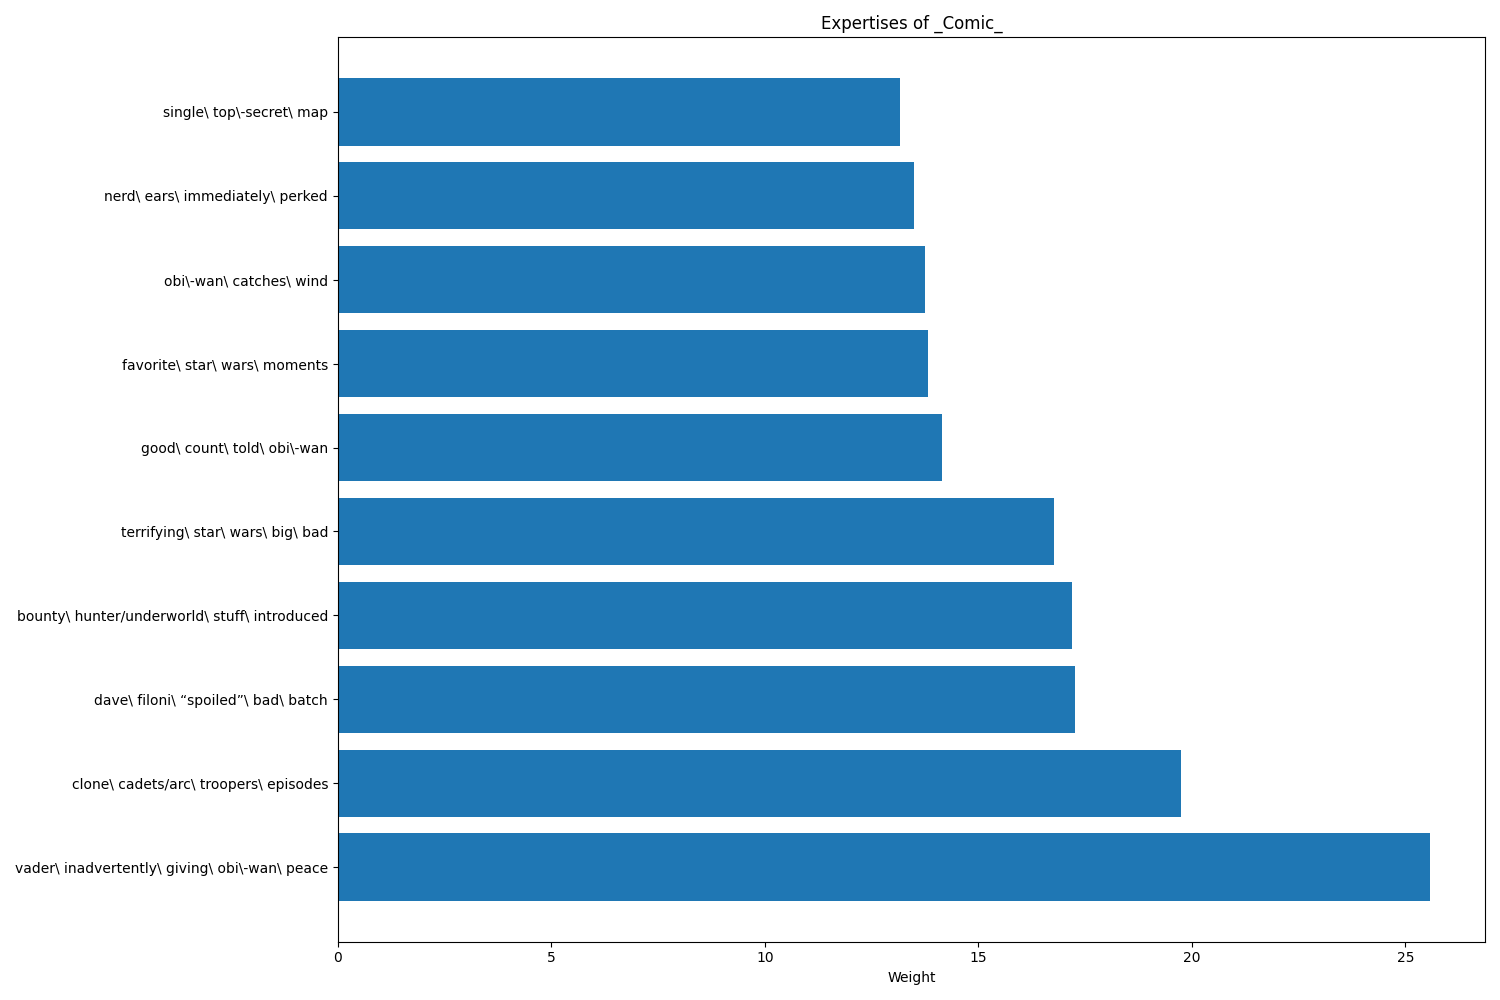 Expertises of _Comic_
single\ top\-secret\ map
nerd\ ears\ immediately\ perked
obi\-wan\ catches\ wind
favorite\ star\ wars\ moments
good\ count\ told\ obi\-wan
terrifying\ star\ wars\ big\ bad
bounty\ hunter/underworld\ stuff\ introduced
dave\ filoni\ “spoiled”\ bad\ batch
clone\ cadets/arc\ troopers\ episodes
vader\ inadvertently\ giving\ obi\-wan\ peace
0 5 10 15 20 25
Weight